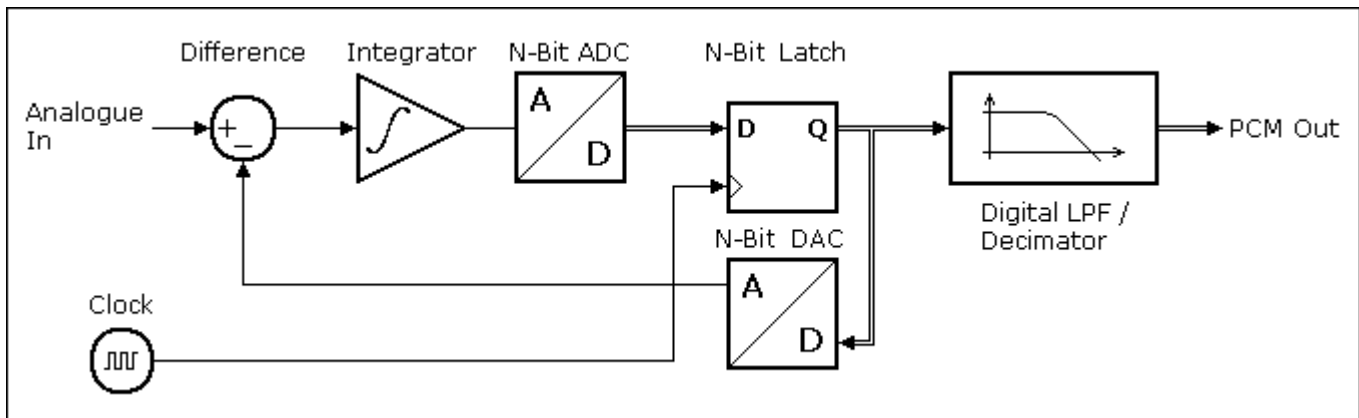 Difference
Integrator
N-Bit ADC
N-Bit Latch
Analogue
In
+
−
A
D
D
Q
PCM Out
Digital LPF /
Decimator
N-Bit DAC
A
D
Clock